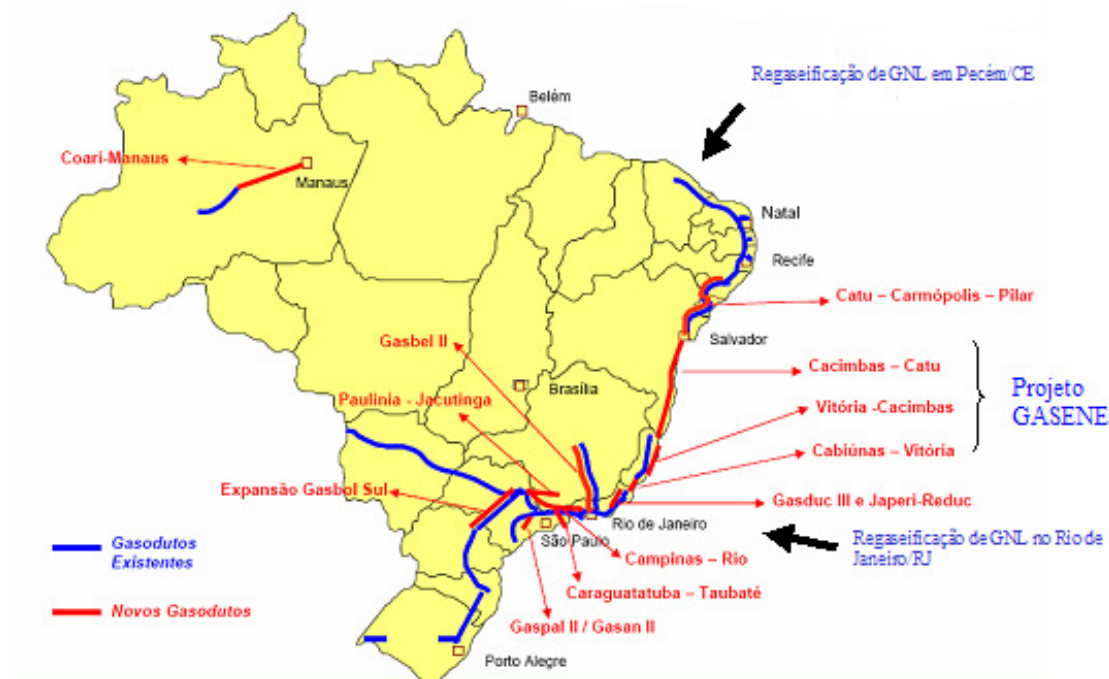 Regaseificação de GNL em Pecém/CE
Belém
Coari-Manaus
Manaus
Natal
Recife
Catu – Carmópolis – Pilar
Salvador
Gasbel II
Cacimbas – Catu
Projeto
GASENE
Brasília
Paulinia - Jacutinga
Vitória -Cacimbas
Cabiúnas – Vitória
Expansão Gasbol Sul
Gasduc III e Japeri-Reduc
Rio de Janeiro
São Paulo
Regaseificação de GNL no Rio de
Janeiro/RJ
Gasodutos
Existentes
Campinas – Rio
Caraguatatuba – Taubaté
Novos Gasodutos
Gaspal II / Gasan II
Porto Alegre